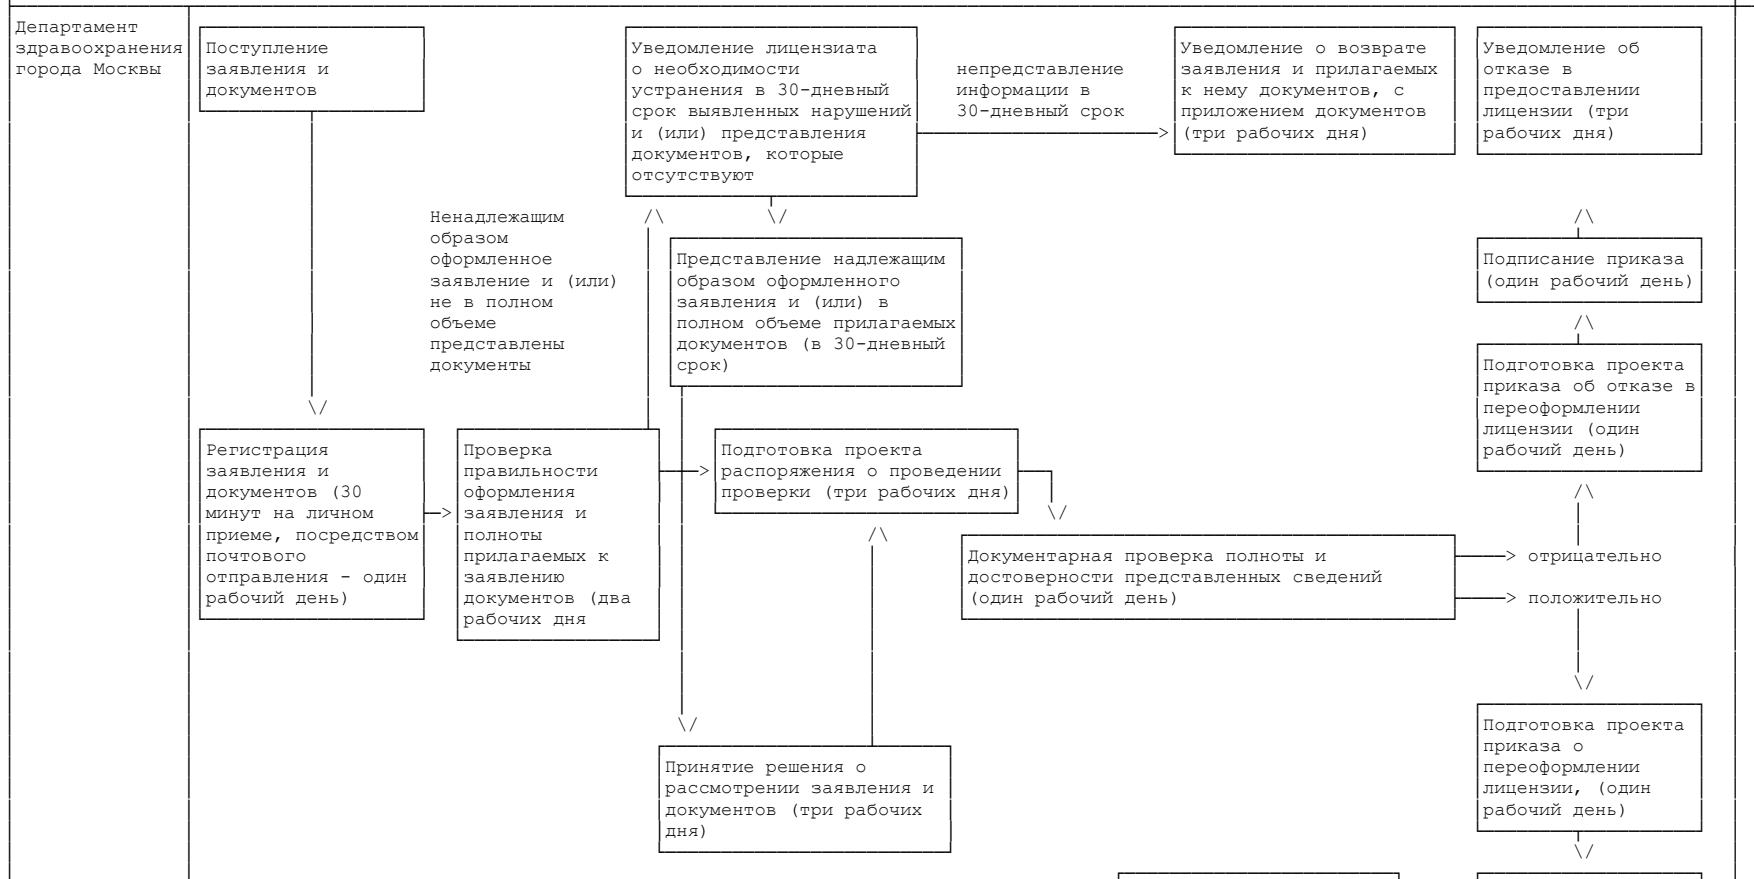 Департамент
здравоохранения
города Москвы
Поступление
заявления и
документов
Уведомление лицензиата
о необходимости
устранения в 30-дневный
срок выявленных нарушений
и (или) представления
документов, которые
отсутствуют
непредставление
информации в
30-дневный срок
Уведомление о возврате
заявления и прилагаемых
к нему документов, с
приложением документов
(три рабочих дня)
Уведомление об
отказе в
предоставлении
лицензии (три
рабочих дня)
Ненадлежащим
образом
оформленное
заявление и (или)
не в полном
объеме
представлены
документы
Представление надлежащим
образом оформленного
заявления и (или) в
полном объеме прилагаемых
документов (в 30-дневный
срок)
Подписание приказа
(один рабочий день)
Подготовка проекта
приказа об отказе в
переоформлении
лицензии (один
рабочий день)
Регистрация
заявления и
документов (30
минут на личном
приеме, посредством
почтового
отправления - один
рабочий день)
Проверка
правильности
оформления
заявления и
полноты
прилагаемых к
заявлению
документов (два
рабочих дня
Подготовка проекта
распоряжения о проведении
проверки (три рабочих дня)
Документарная проверка полноты и
достоверности представленных сведений
(один рабочий день)
отрицательно
положительно
Принятие решения о
рассмотрении заявления и
документов (три рабочих
дня)
Подготовка проекта
приказа о
переоформлении
лицензии, (один
рабочий день)